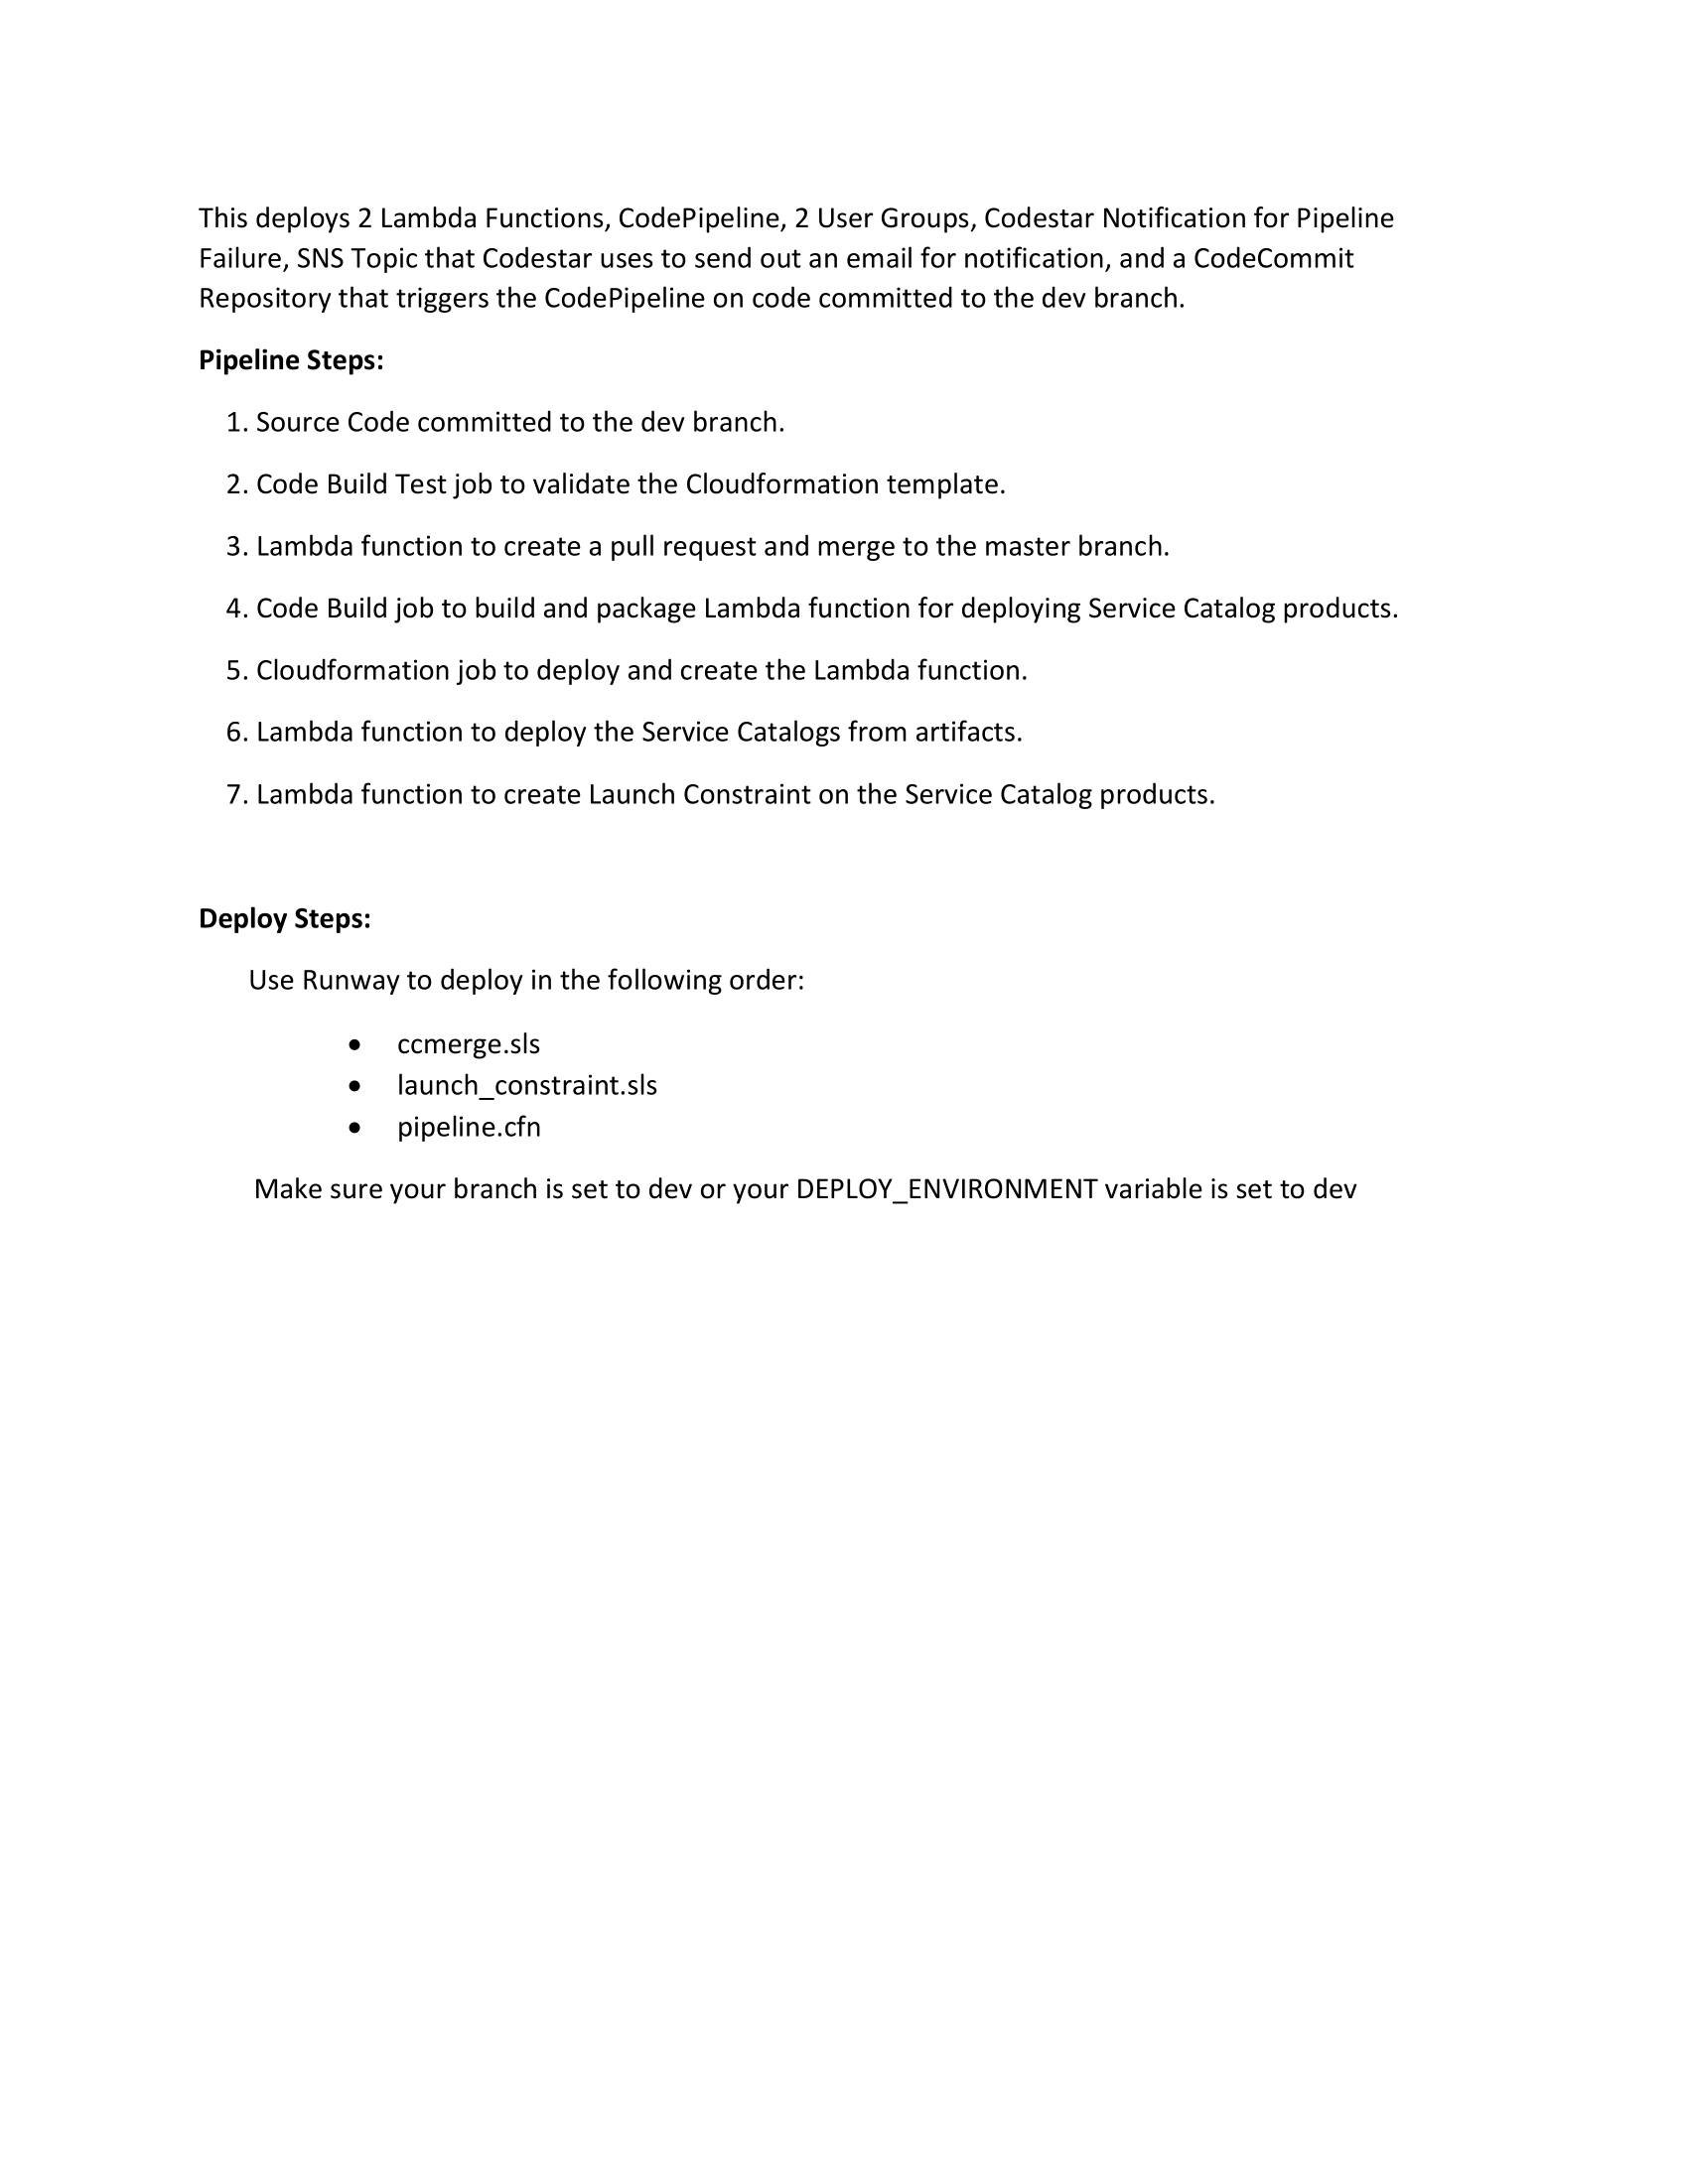 This deploys 2 Lambda Functions, CodePipeline, 2 User Groups, Codestar Notification for Pipeline
Failure, SNS Topic that Codestar uses to send out an email for notification, and a CodeCommit
Repository that triggers the CodePipeline on code committed to the dev branch.
Pipeline Steps:
1. Source Code committed to the dev branch.
2. Code Build Test job to validate the Cloudformation template.
3. Lambda function to create a pull request and merge to the master branch.
4. Code Build job to build and package Lambda function for deploying Service Catalog products.
5. Cloudformation job to deploy and create the Lambda function.
6. Lambda function to deploy the Service Catalogs from artifacts.
7. Lambda function to create Launch Constraint on the Service Catalog products.
Deploy Steps:
Use Runway to deploy in the following order:
• ccmerge.sls
• launch_constraint.sls
• pipeline.cfn
Make sure your branch is set to dev or your DEPLOY_ENVIRONMENT variable is set to dev